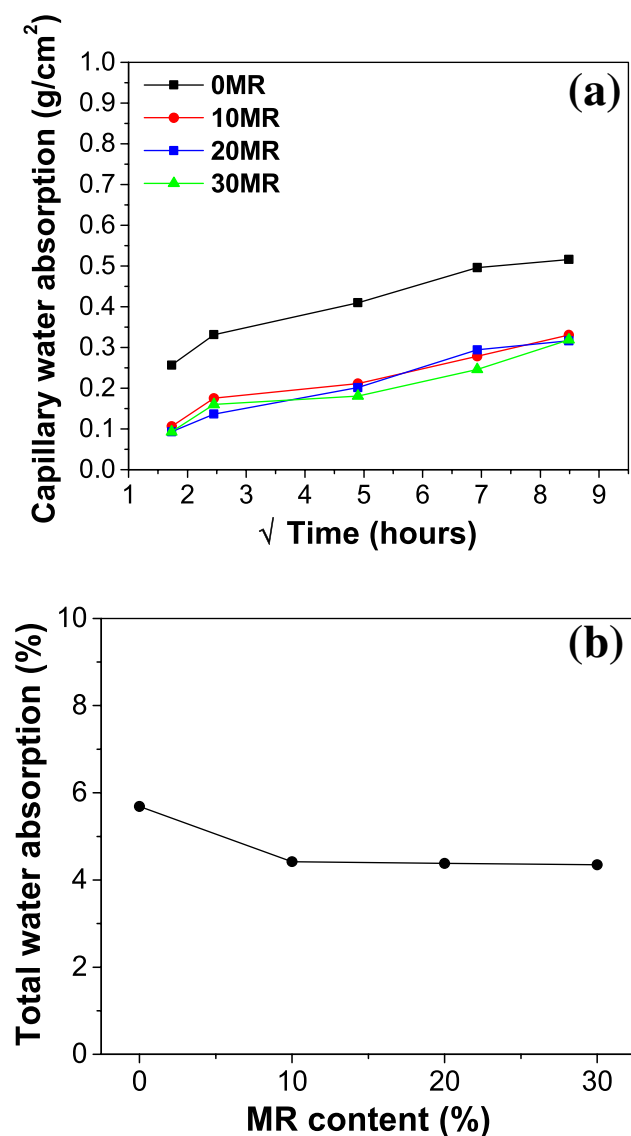 (a)
0MR
10MR
20MR
30MR
Capillary water absorption (g/cm²)
1.0
0.9
0.8
0.7
0.6
0.5
0.4
0.3
0.2
0.1
0.0
1 2 3 4 5 6 7 8 9
√ Time (hours)
(b)
Total water absorption (%)
10
8
6
4
2
0
0 10 20 30
MR content (%)